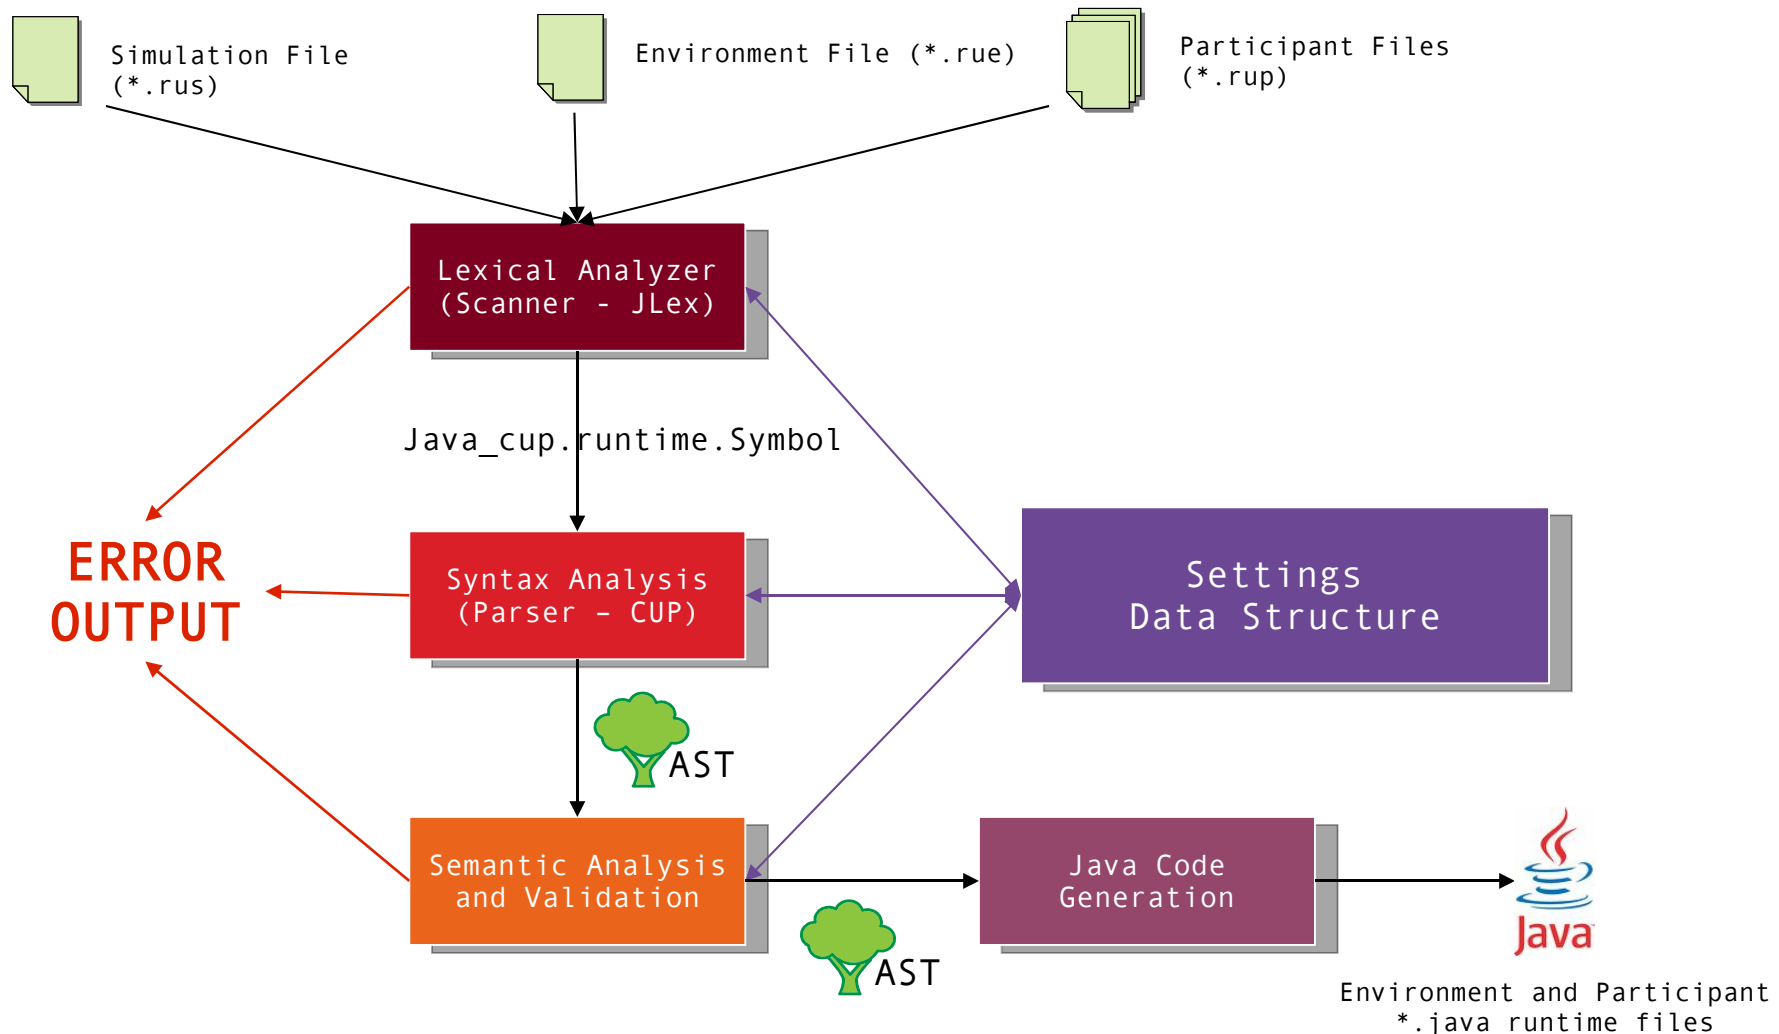 Simulation File
(*.rus)
Environment File (*.rue)
Participant Files
(*.rup)
Lexical Analyzer
(Scanner - JLex)
Java_cup.runtime.Symbol
ERROR
OUTPUT
Syntax Analysis
(Parser – CUP)
Settings
Data Structure
AST
Semantic Analysis
and Validation
AST
Java Code
Generation
Java
Environment and Participant
*.java runtime files